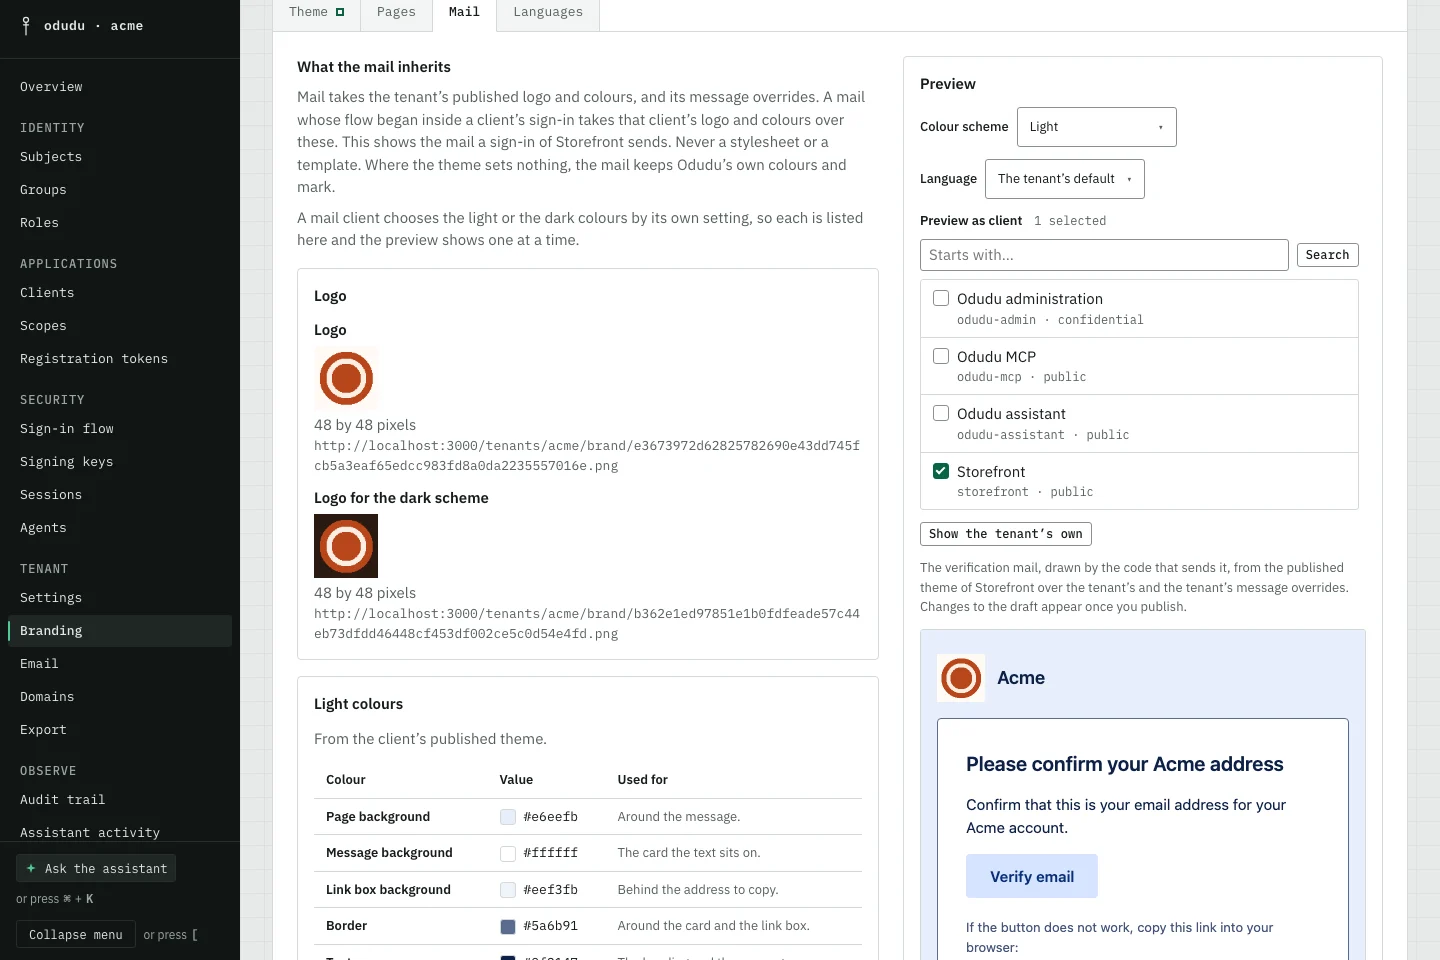 odudu · acme
Overview
IDENTITY
Subjects
Groups
Roles
APPLICATIONS
Clients
Scopes
Registration tokens
SECURITY
Sign-in flow
Signing keys
Sessions
Agents
TENANT
Settings
Branding
Email
Domains
Export
OBSERVE
Audit trail
Assistant activity
Ask the assistant
or press ⌘ + K
Collapse menu or press [
Theme Pages Mail Languages
What the mail inherits
Mail takes the tenant’s published logo and colours, and its message overrides. A mail
whose flow began inside a client’s sign-in takes that client’s logo and colours over
these. This shows the mail a sign-in of Storefront sends. Never a stylesheet or a
template. Where the theme sets nothing, the mail keeps Odudu’s own colours and
mark.
A mail client chooses the light or the dark colours by its own setting, so each is listed
here and the preview shows one at a time.
Logo
Logo
48 by 48 pixels
http://localhost:3000/tenants/acme/brand/e3673972d62825782690e43dd745f
cb5a3eaf65edcc983fd8a0da2235557016e.png
Logo for the dark scheme
48 by 48 pixels
http://localhost:3000/tenants/acme/brand/b362e1ed97851e1b0fdfeade57c44
eb73dfdd46448cf453df002ce5c0d54e4fd.png
Light colours
From the client’s published theme.
Colour Value Used for
Page background #e6eefb Around the message.
Message background #ffffff The card the text sits on.
Link box background #eef3fb Behind the address to copy.
Border #5a6b91 Around the card and the link box.
Preview
Colour scheme Light
Language The tenant’s default
Preview as client 1 selected
Starts with...
Search
Odudu administration
odudu-admin · confidential
Odudu MCP
odudu-mcp · public
Odudu assistant
odudu-assistant · public
Storefront
storefront · public
Show the tenant’s own
The verification mail, drawn by the code that sends it, from the published
theme of Storefront over the tenant’s and the tenant’s message overrides.
Changes to the draft appear once you publish.
Acme
Please confirm your Acme address
Confirm that this is your email address for your
Acme account.
Verify email
If the button does not work, copy this link into your
browser: